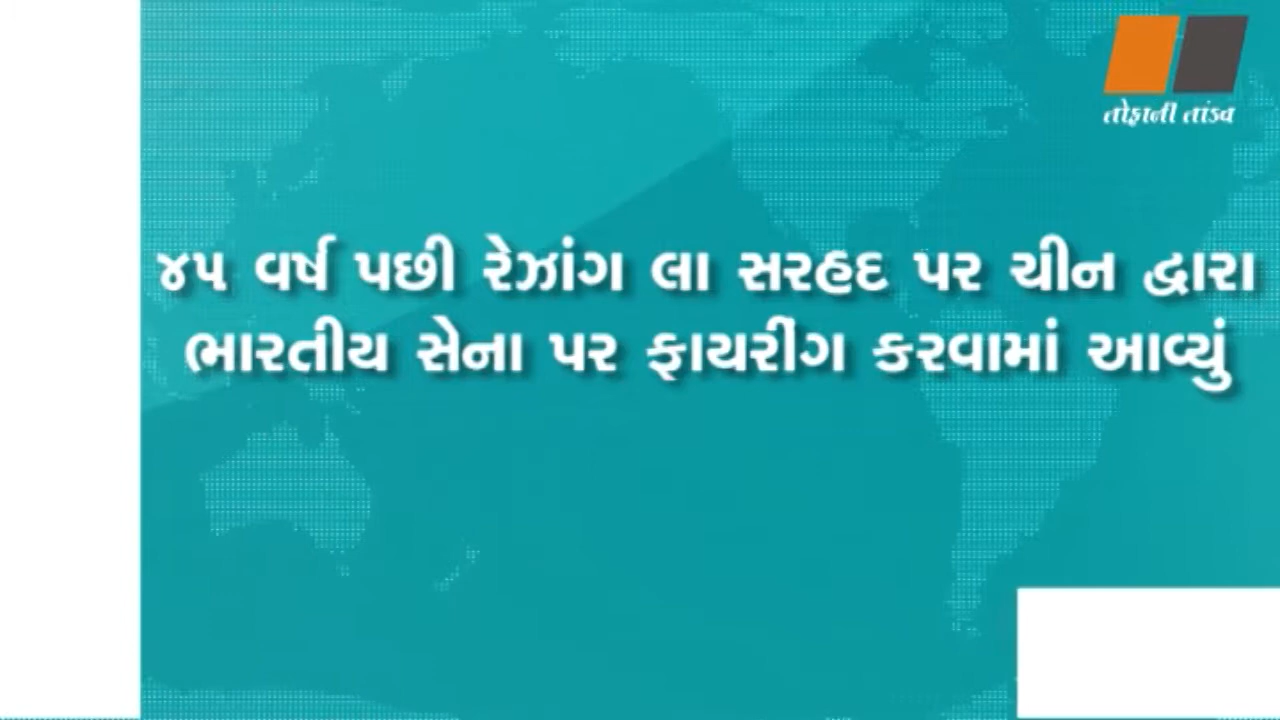 તોફાની તાંડવ
૪૫ વર્ષ પછી રેઝાંગ લા સરહદ પર ચીન દ્વારા
ભારતીય સેના પર ફાયરીંગ કરવામાં આવ્યું